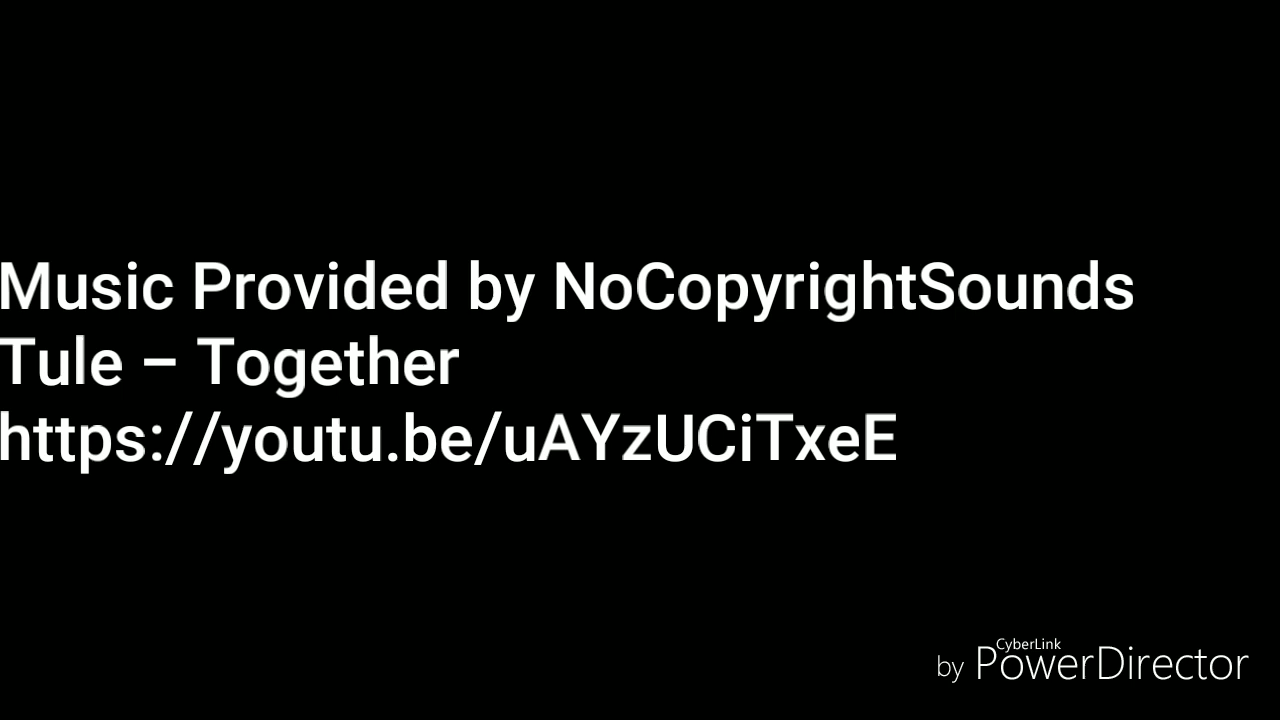 Music Provided by NoCopyrightSounds
Tule – Together
https://youtu.be/uAYzUCiTxeE
CyberLink
by PowerDirector